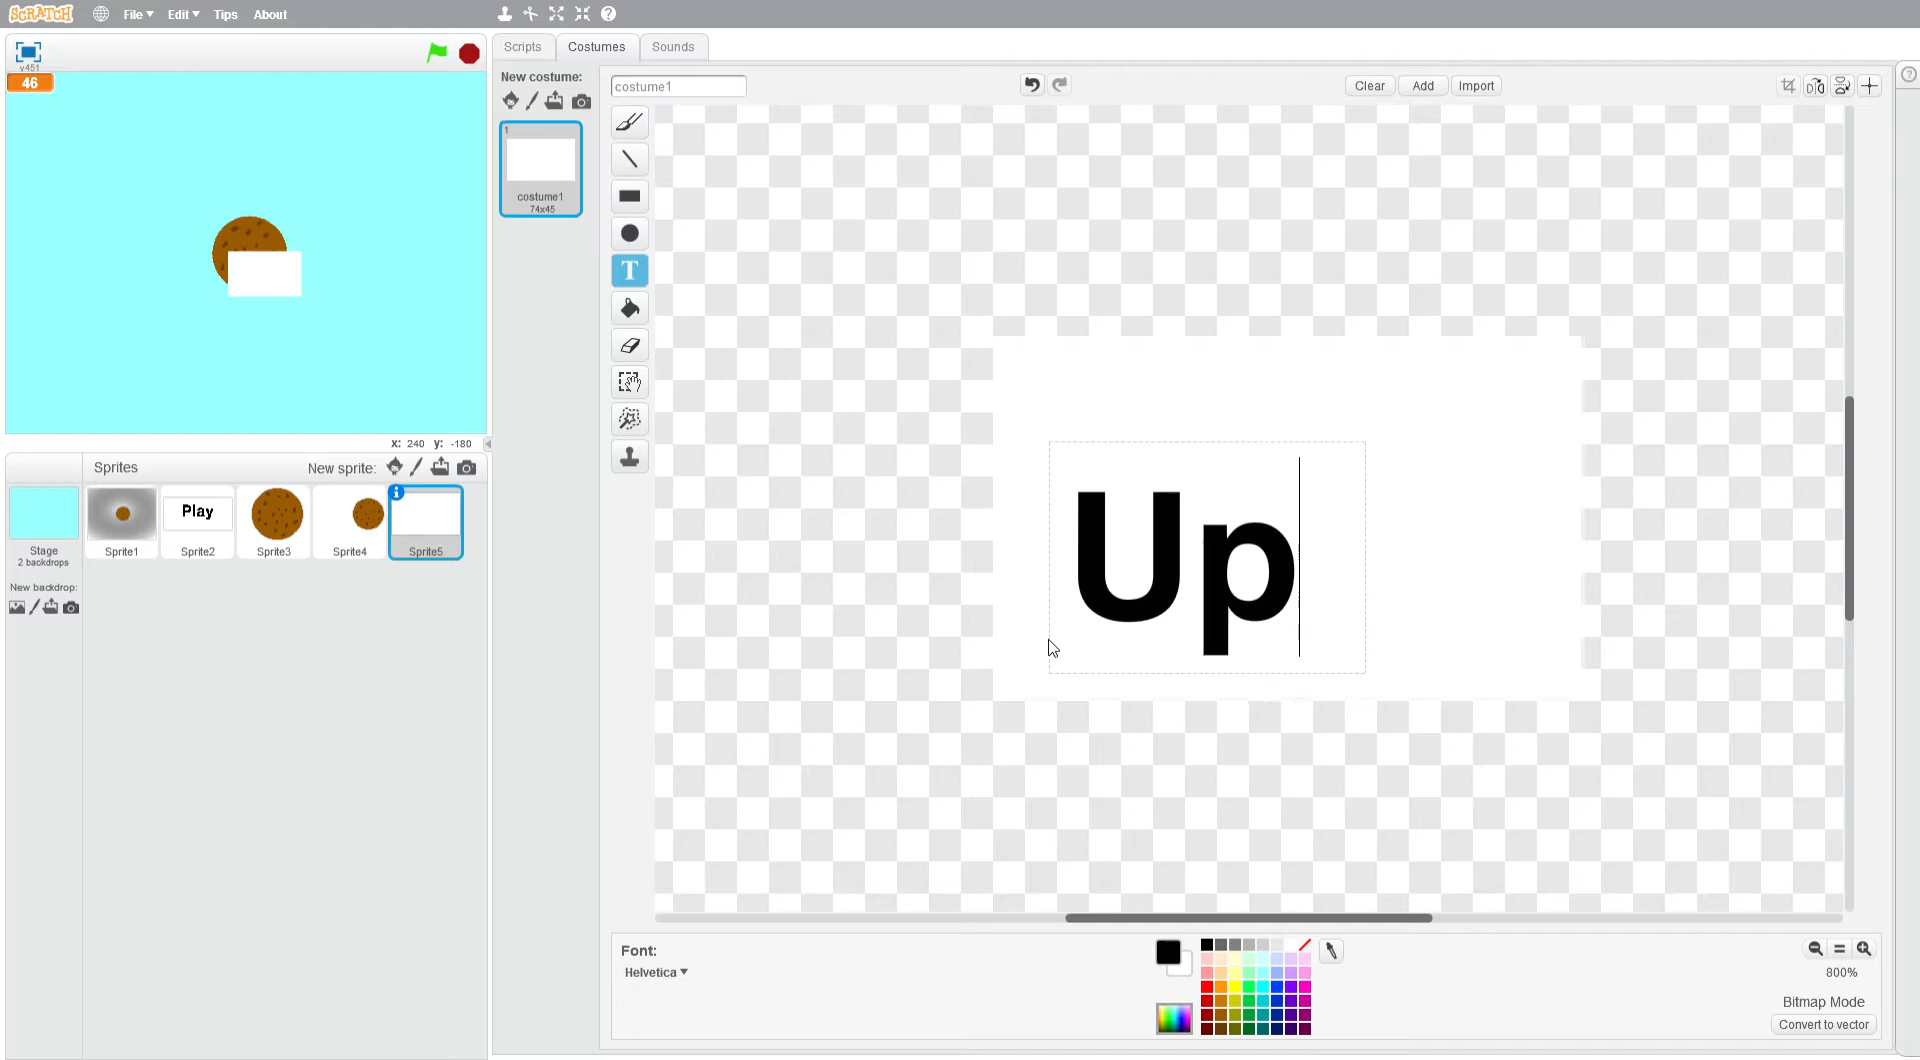 SCRATCH File Edit Tips About
v451
46
x: 240 y: -180
Sprites New sprite:
Stage
2 backdrops
New backdrop:
Sprite1
Play
Sprite2
Sprite3
Sprite4
Sprite5
Scripts Costumes Sounds
New costume:
1
costume1
74x45
costume1
Clear Add Import
T
Up
Font:
Helvetica
800%
Bitmap Mode
Convert to vector